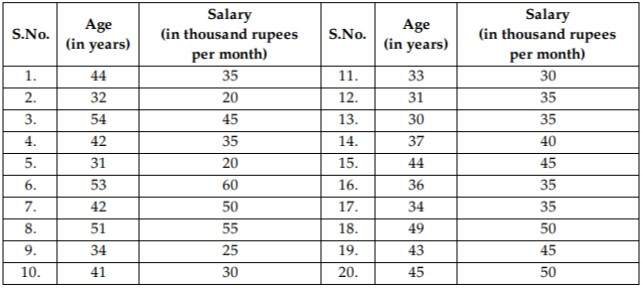 S.No. Age (in years) Salary (in thousand rupees per month) S.No. Age (in years) Salary (in thousand rupees per month)
1. 44 35 11. 33 30
2. 32 20 12. 31 35
3. 54 45 13. 30 35
4. 42 35 14. 37 40
5. 31 20 15. 44 45
6. 53 60 16. 36 35
7. 42 50 17. 34 35
8. 51 55 18. 49 50
9. 34 25 19. 43 45
10. 41 30 20. 45 50